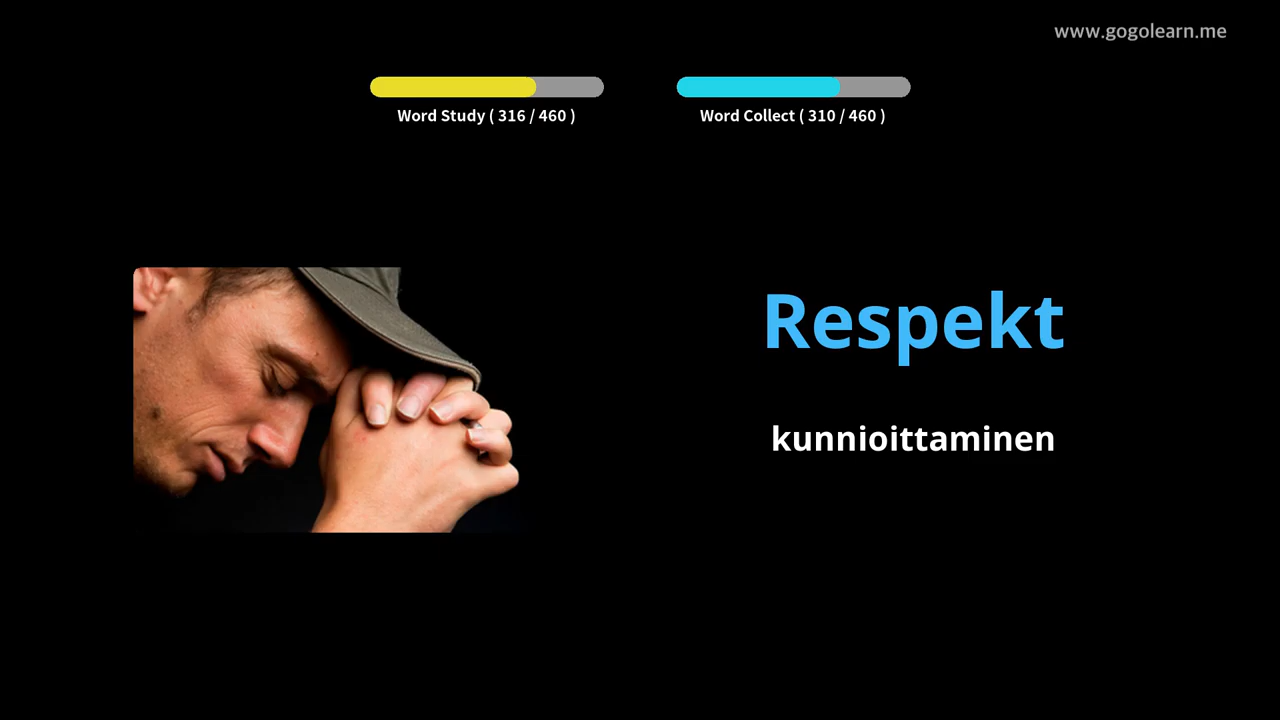 www.gogolearn.me
Word Study ( 316 / 460 )
Word Collect ( 310 / 460 )
Respekt
kunnioittaminen